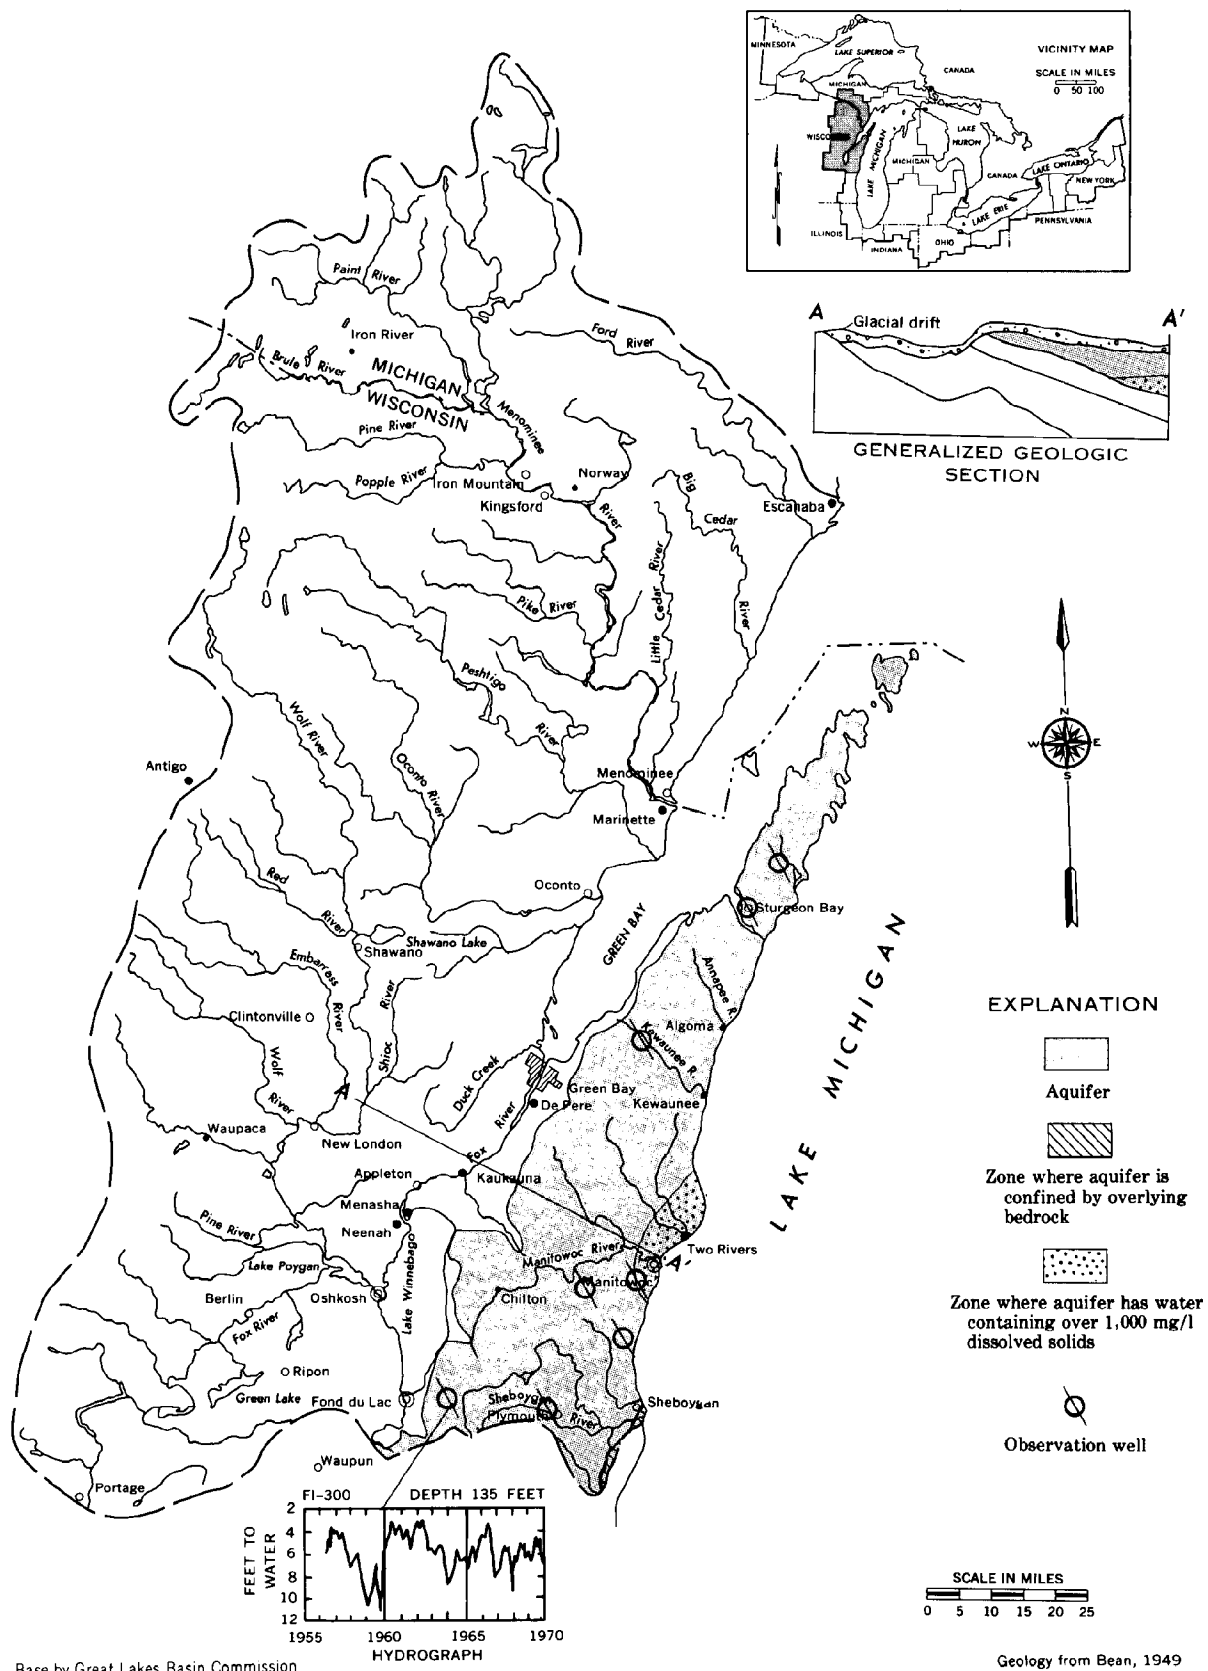 MINNESOTA
LAKE SUPERIOR
CANADA
MICHIGAN
VICINITY MAP
SCALE IN MILES
0 50 100
WISCO
LAKE MICHIGAN
MICHIGAN
LAKE HURON
CANADA
LAKE ONTARIO
NEW YORK
LAKE ERIE
PENNSYLVANIA
ILLINOIS
INDIANA
OHIO
A
A'
Glacial drift
GENERALIZED GEOLOGIC
SECTION
Paint River
Iron River
Brule River
MICHIGAN
WISCONSIN
Menominee
River
Ford
River
Pine River
Popple River
Iron Mountain
Norway
Kingsford
Big
Cedar
River
Escanaba
Little Cedar River
Pike River
Peshtigo
River
Wolf River
Oconto River
Antigo
Menominee
Marinette
N
W E
S
Red
River
Oconto
Sturgeon Bay
GREEN BAY
Shawano Lake
Shawano
Embarrass
River
Annapee R.
Clintonville
Shioc River
Algoma
Kewaunee R.
Wolf
River
Duck Creek
Green Bay
De Pere
Kewaunee
A
Waupaca
New London
Fox River
Appleton
Kaukauna
Menasha
Neenah
Pine River
Lake Poygan
Lake Winnebago
Manitowoc River
Two Rivers
A'
Manitowoc
Berlin
Oshkosh
Chilton
Fox River
Ripon
Green Lake
Fond du Lac
Sheboygan
River
Plymouth
Sheboygan
Waupun
Portage
LAKE MICHIGAN
EXPLANATION
Aquifer
Zone where aquifer is
confined by overlying
bedrock
Zone where aquifer has water
containing over 1,000 mg/l
dissolved solids
Observation well
FI-300 DEPTH 135 FEET
FEET TO
WATER
2
4
6
8
10
12
1955 1960 1965 1970
HYDROGRAPH
SCALE IN MILES
0 5 10 15 20 25
Base by Great Lakes Basin Commission
Geology from Bean, 1949